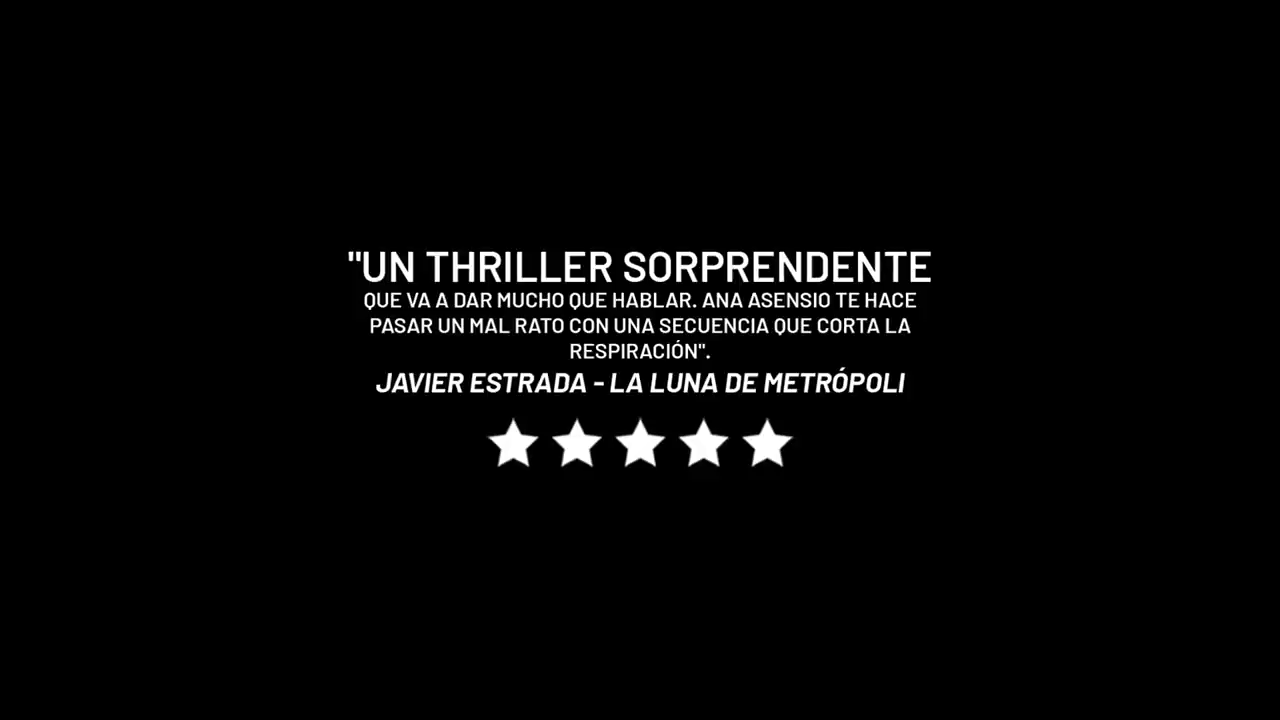 "UN THRILLER SORPRENDENTE
QUE VA A DAR MUCHO QUE HABLAR. ANA ASENSIO TE HACE
PASAR UN MAL RATO CON UNA SECUENCIA QUE CORTA LA
RESPIRACIÓN".
JAVIER ESTRADA - LA LUNA DE METRÓPOLI